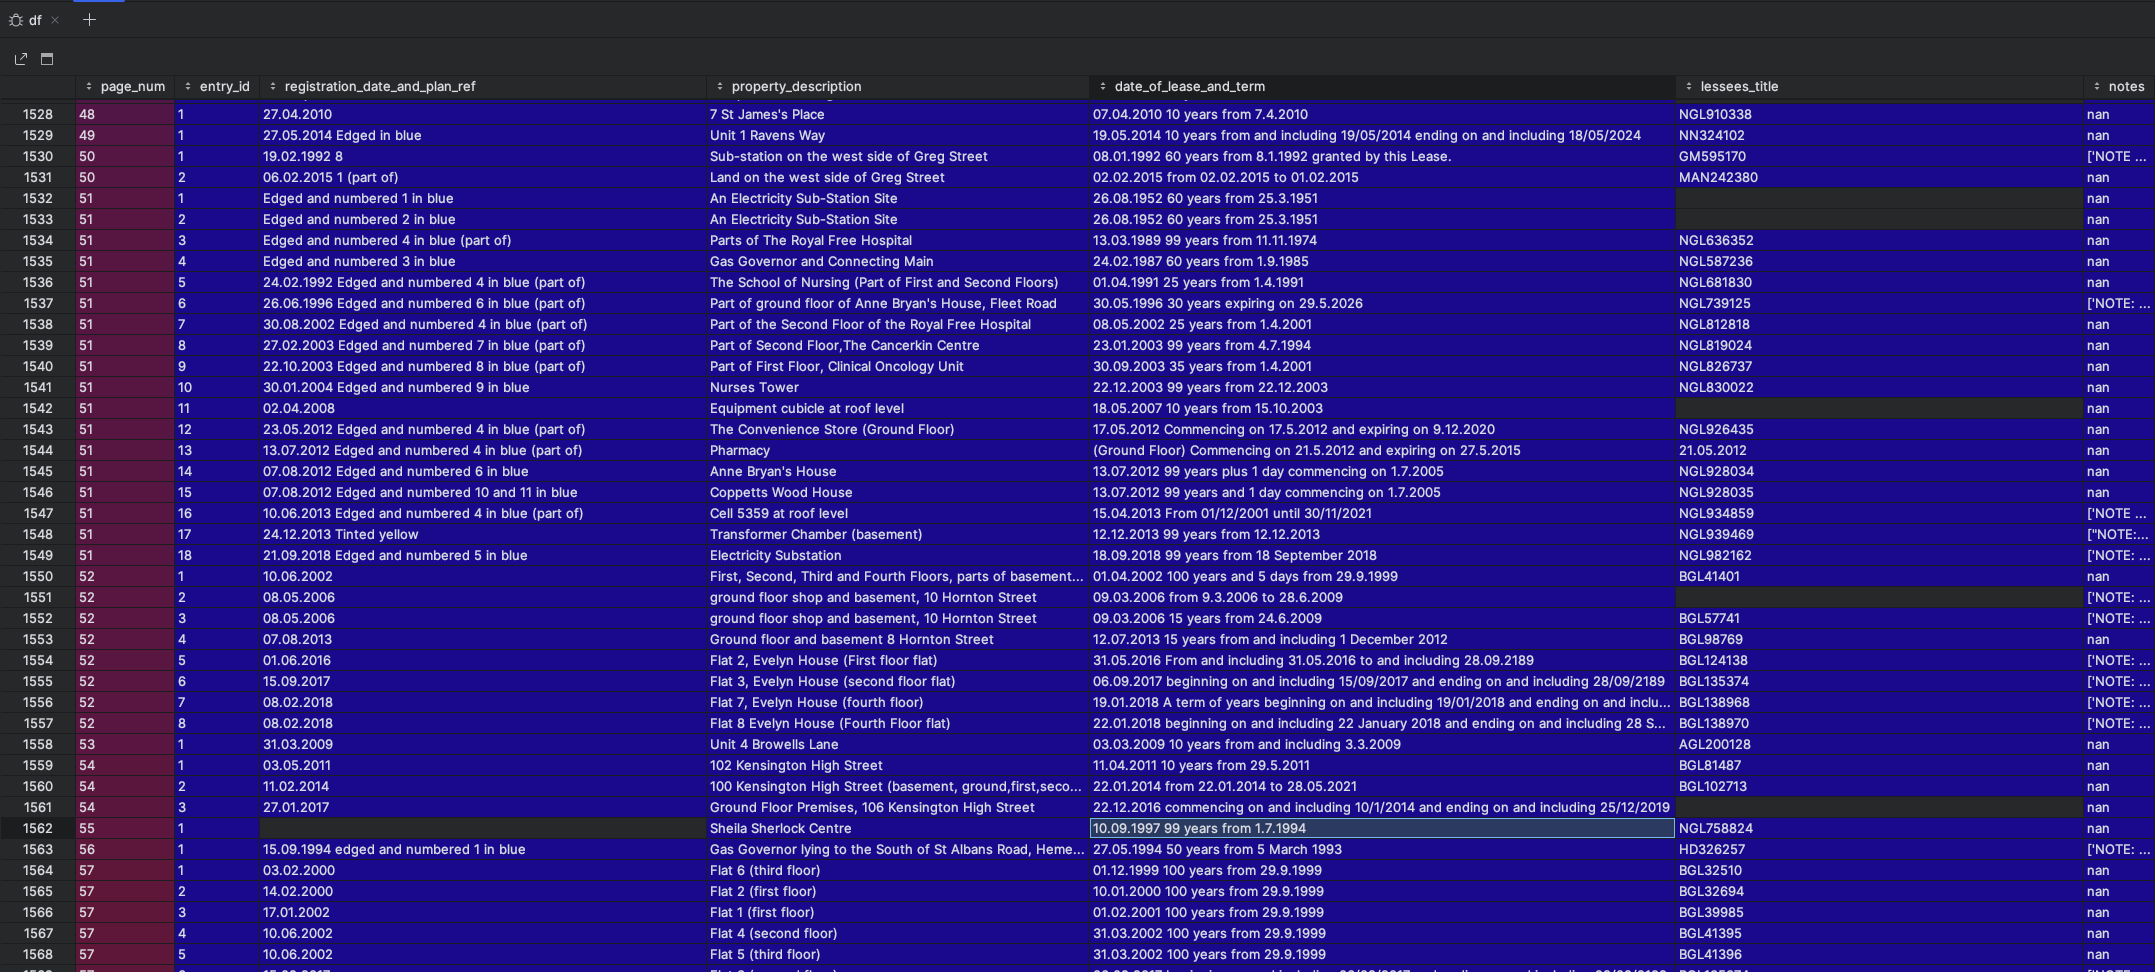 df
page_num entry_id registration_date_and_plan_ref property_description date_of_lease_and_term lessees_title notes
1528 48 1 27.04.2010 7 St James's Place 07.04.2010 10 years from 7.4.2010 NGL910338 nan
1529 49 1 27.05.2014 Edged in blue Unit 1 Ravens Way 19.05.2014 10 years from and including 19/05/2014 ending on and including 18/05/2024 NN324102 nan
1530 50 1 19.02.1992 8 Sub-station on the west side of Greg Street 08.01.1992 60 years from 8.1.1992 granted by this Lease. GM595170 ['NOTE ...
1531 50 2 06.02.2015 1 (part of) Land on the west side of Greg Street 02.02.2015 from 02.02.2015 to 01.02.2015 MAN242380 nan
1532 51 1 Edged and numbered 1 in blue An Electricity Sub-Station Site 26.08.1952 60 years from 25.3.1951 nan
1533 51 2 Edged and numbered 2 in blue An Electricity Sub-Station Site 26.08.1952 60 years from 25.3.1951 nan
1534 51 3 Edged and numbered 4 in blue (part of) Parts of The Royal Free Hospital 13.03.1989 99 years from 11.11.1974 NGL636352 nan
1535 51 4 Edged and numbered 3 in blue Gas Governor and Connecting Main 24.02.1987 60 years from 1.9.1985 NGL587236 nan
1536 51 5 24.02.1992 Edged and numbered 4 in blue (part of) The School of Nursing (Part of First and Second Floors) 01.04.1991 25 years from 1.4.1991 NGL681830 nan
1537 51 6 26.06.1996 Edged and numbered 6 in blue (part of) Part of ground floor of Anne Bryan's House, Fleet Road 30.05.1996 30 years expiring on 29.5.2026 NGL739125 ['NOTE: ...
1538 51 7 30.08.2002 Edged and numbered 4 in blue (part of) Part of the Second Floor of the Royal Free Hospital 08.05.2002 25 years from 1.4.2001 NGL812818 nan
1539 51 8 27.02.2003 Edged and numbered 7 in blue (part of) Part of Second Floor,The Cancerkin Centre 23.01.2003 99 years from 4.7.1994 NGL819024 nan
1540 51 9 22.10.2003 Edged and numbered 8 in blue (part of) Part of First Floor, Clinical Oncology Unit 30.09.2003 35 years from 1.4.2001 NGL826737 nan
1541 51 10 30.01.2004 Edged and numbered 9 in blue Nurses Tower 22.12.2003 99 years from 22.12.2003 NGL830022 nan
1542 51 11 02.04.2008 Equipment cubicle at roof level 18.05.2007 10 years from 15.10.2003 nan
1543 51 12 23.05.2012 Edged and numbered 4 in blue (part of) The Convenience Store (Ground Floor) 17.05.2012 Commencing on 17.5.2012 and expiring on 9.12.2020 NGL926435 nan
1544 51 13 13.07.2012 Edged and numbered 4 in blue (part of) Pharmacy (Ground Floor) Commencing on 21.5.2012 and expiring on 27.5.2015 21.05.2012 nan
1545 51 14 07.08.2012 Edged and numbered 6 in blue Anne Bryan's House 13.07.2012 99 years plus 1 day commencing on 1.7.2005 NGL928034 nan
1546 51 15 07.08.2012 Edged and numbered 10 and 11 in blue Coppetts Wood House 13.07.2012 99 years and 1 day commencing on 1.7.2005 NGL928035 nan
1547 51 16 10.06.2013 Edged and numbered 4 in blue (part of) Cell 5359 at roof level 15.04.2013 From 01/12/2001 until 30/11/2021 NGL934859 ['NOTE ...
1548 51 17 24.12.2013 Tinted yellow Transformer Chamber (basement) 12.12.2013 99 years from 12.12.2013 NGL939469 ["NOTE:...
1549 51 18 21.09.2018 Edged and numbered 5 in blue Electricity Substation 18.09.2018 99 years from 18 September 2018 NGL982162 ['NOTE: ...
1550 52 1 10.06.2002 First, Second, Third and Fourth Floors, parts of basement... 01.04.2002 100 years and 5 days from 29.9.1999 BGL41401 nan
1551 52 2 08.05.2006 ground floor shop and basement, 10 Hornton Street 09.03.2006 from 9.3.2006 to 28.6.2009 ['NOTE: ...
1552 52 3 08.05.2006 ground floor shop and basement, 10 Hornton Street 09.03.2006 15 years from 24.6.2009 BGL57741 ['NOTE: ...
1553 52 4 07.08.2013 Ground floor and basement 8 Hornton Street 12.07.2013 15 years from and including 1 December 2012 BGL98769 nan
1554 52 5 01.06.2016 Flat 2, Evelyn House (First floor flat) 31.05.2016 From and including 31.05.2016 to and including 28.09.2189 BGL124138 ['NOTE: ...
1555 52 6 15.09.2017 Flat 3, Evelyn House (second floor flat) 06.09.2017 beginning on and including 15/09/2017 and ending on and including 28/09/2189 BGL135374 ['NOTE: ...
1556 52 7 08.02.2018 Flat 7, Evelyn House (fourth floor) 19.01.2018 A term of years beginning on and including 19/01/2018 and ending on and inclu... BGL138968 ['NOTE: ...
1557 52 8 08.02.2018 Flat 8 Evelyn House (Fourth Floor flat) 22.01.2018 beginning on and including 22 January 2018 and ending on and including 28 S... BGL138970 ['NOTE: ...
1558 53 1 31.03.2009 Unit 4 Browells Lane 03.03.2009 10 years from and including 3.3.2009 AGL200128 nan
1559 54 1 03.05.2011 102 Kensington High Street 11.04.2011 10 years from 29.5.2011 BGL81487 nan
1560 54 2 11.02.2014 100 Kensington High Street (basement, ground,first,seco... 22.01.2014 from 22.01.2014 to 28.05.2021 BGL102713 nan
1561 54 3 27.01.2017 Ground Floor Premises, 106 Kensington High Street 22.12.2016 commencing on and including 10/1/2014 and ending on and including 25/12/2019 nan
1562 55 1 Sheila Sherlock Centre 10.09.1997 99 years from 1.7.1994 NGL758824 nan
1563 56 1 15.09.1994 edged and numbered 1 in blue Gas Governor lying to the South of St Albans Road, Heme... 27.05.1994 50 years from 5 March 1993 HD326257 ['NOTE: ...
1564 57 1 03.02.2000 Flat 6 (third floor) 01.12.1999 100 years from 29.9.1999 BGL32510 nan
1565 57 2 14.02.2000 Flat 2 (first floor) 10.01.2000 100 years from 29.9.1999 BGL32694 nan
1566 57 3 17.01.2002 Flat 1 (first floor) 01.02.2001 100 years from 29.9.1999 BGL39985 nan
1567 57 4 10.06.2002 Flat 4 (second floor) 31.03.2002 100 years from 29.9.1999 BGL41395 nan
1568 57 5 10.06.2002 Flat 5 (third floor) 31.03.2002 100 years from 29.9.1999 BGL41396 nan